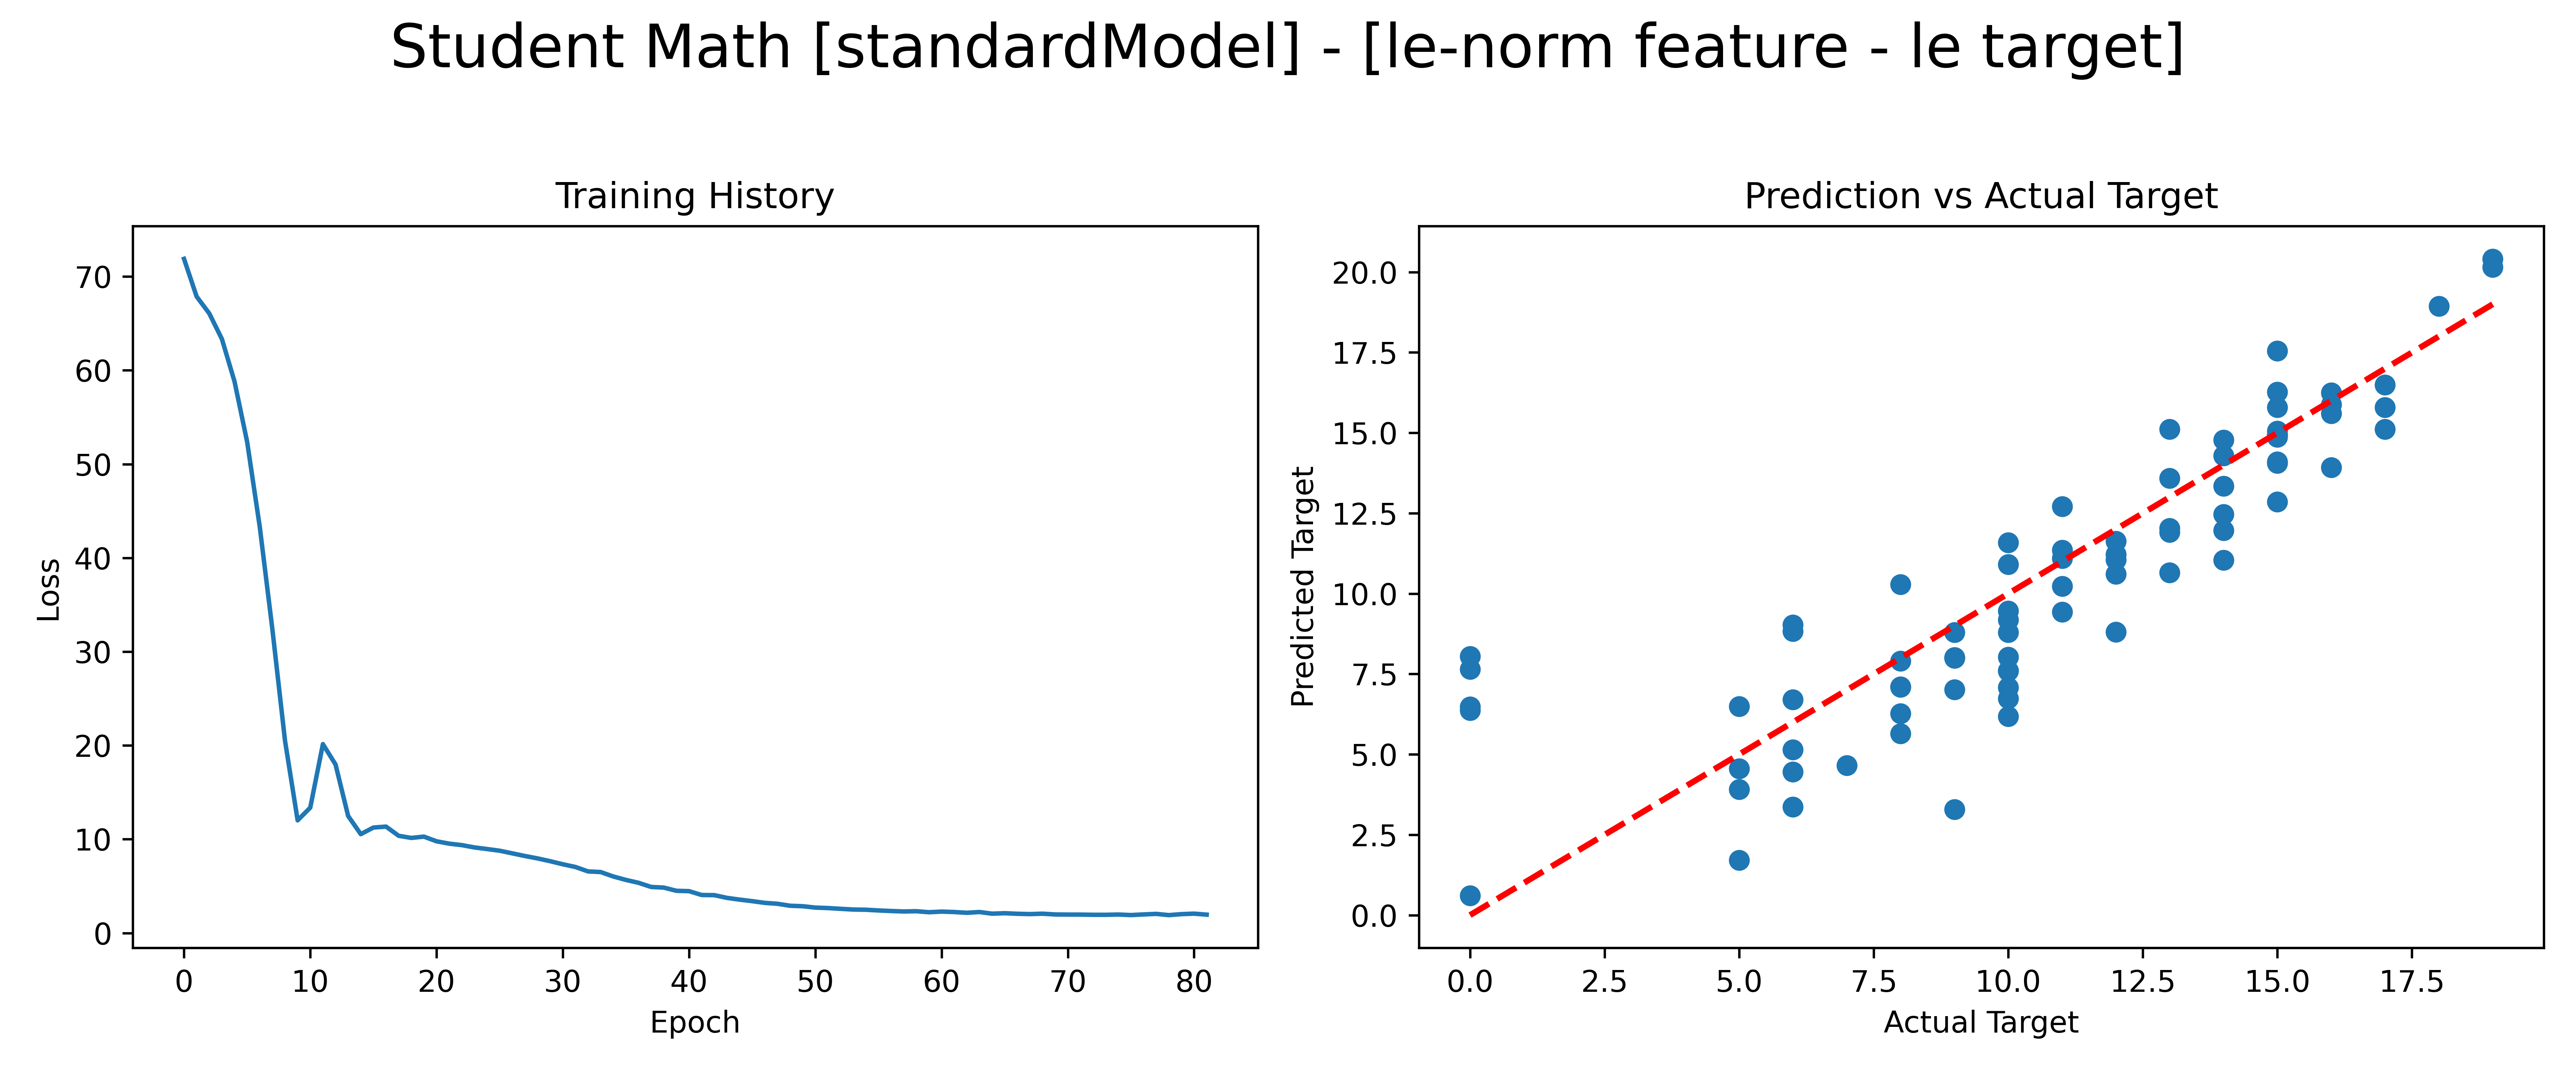 Student Math [standardModel] - [le-norm feature - le target]
Training History
70
60
50
40
30
20
10
0
Loss
0 10 20 30 40 50 60 70 80
Epoch
Prediction vs Actual Target
20.0
17.5
15.0
12.5
10.0
7.5
5.0
2.5
0.0
Predicted Target
0.0 2.5 5.0 7.5 10.0 12.5 15.0 17.5
Actual Target